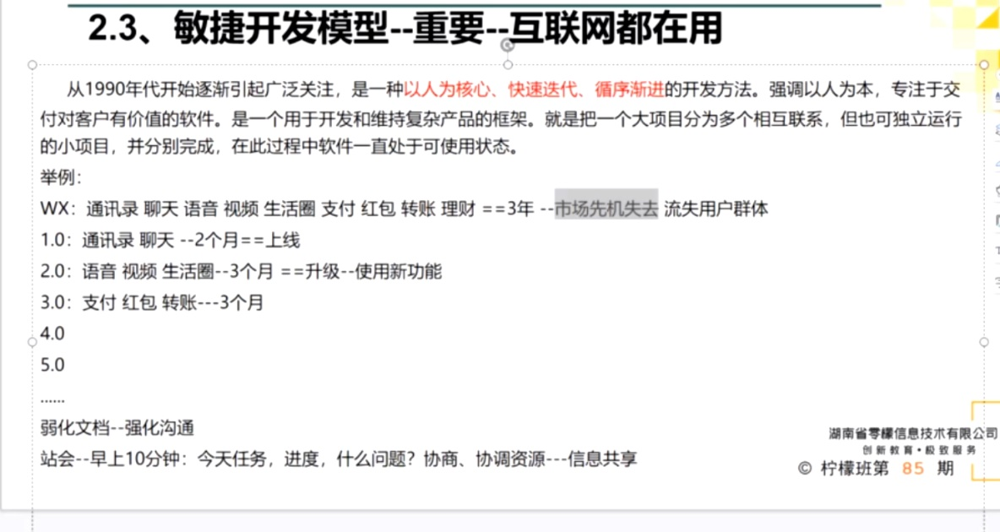 2.3、敏捷开发模型--重要--互联网都在用
从1990年代开始逐渐引起广泛关注，是一种以人为核心、快速迭代、循序渐进的开发方法。强调以人为本，专注于交
付对客户有价值的软件。是一个用于开发和维持复杂产品的框架。就是把一个大项目分为多个相互联系，但也可独立运行
的小项目，并分别完成，在此过程中软件一直处于可使用状态。
举例：
WX：通讯录 聊天 语音 视频 生活圈 支付 红包 转账 理财 ==3年 --市场先机失去 流失用户群体
1.0：通讯录 聊天 --2个月==上线
2.0：语音 视频 生活圈--3个月 ==升级--使用新功能
3.0：支付 红包 转账---3个月
4.0
5.0
......
弱化文档--强化沟通
站会--早上10分钟：今天任务，进度，什么问题？协商、协调资源---信息共享
湖南省零檬信息技术有限公司
创新教育·极致服务
© 柠檬班第 85 期